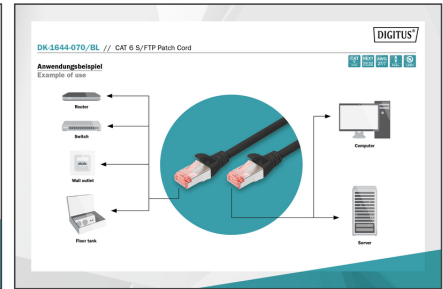 DIGITUS®
DK-1644-070/BL // CAT 6 S/FTP Patch Cord
Anwendungsbeispiel
Example of use
Router
Switch
Wall outlet
Floor tank
Computer
Server